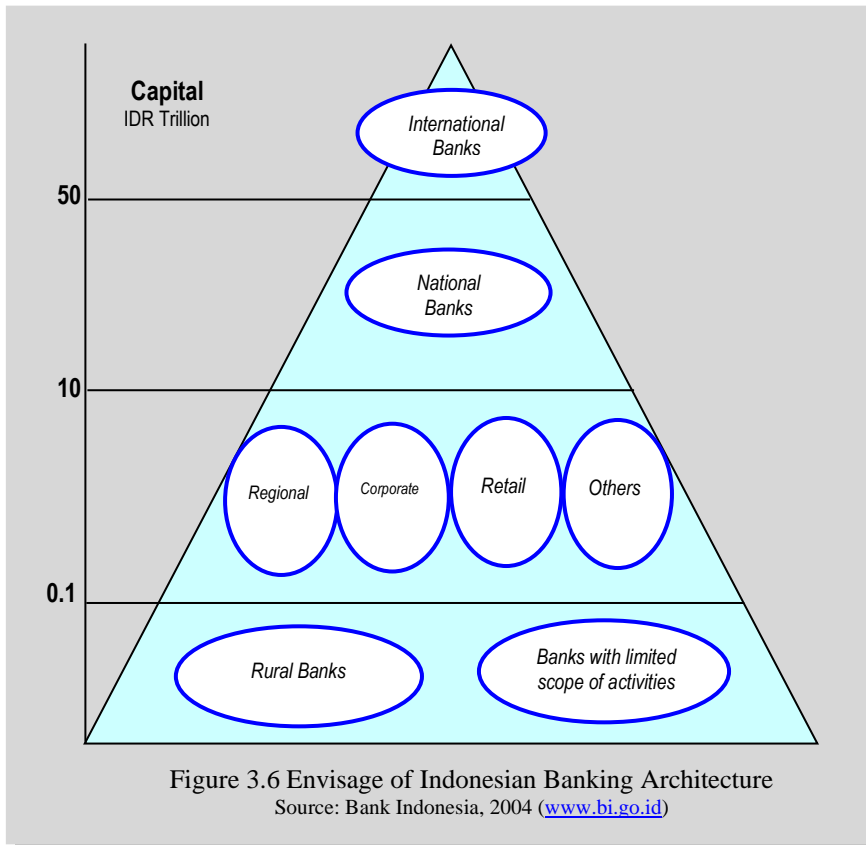 Capital
IDR Trillion
International
Banks
50
National
Banks
10
Regional
Corporate
Retail
Others
0.1
Rural Banks
Banks with limited
scope of activities
Figure 3.6 Envisage of Indonesian Banking Architecture
Source: Bank Indonesia, 2004 (www.bi.go.id)